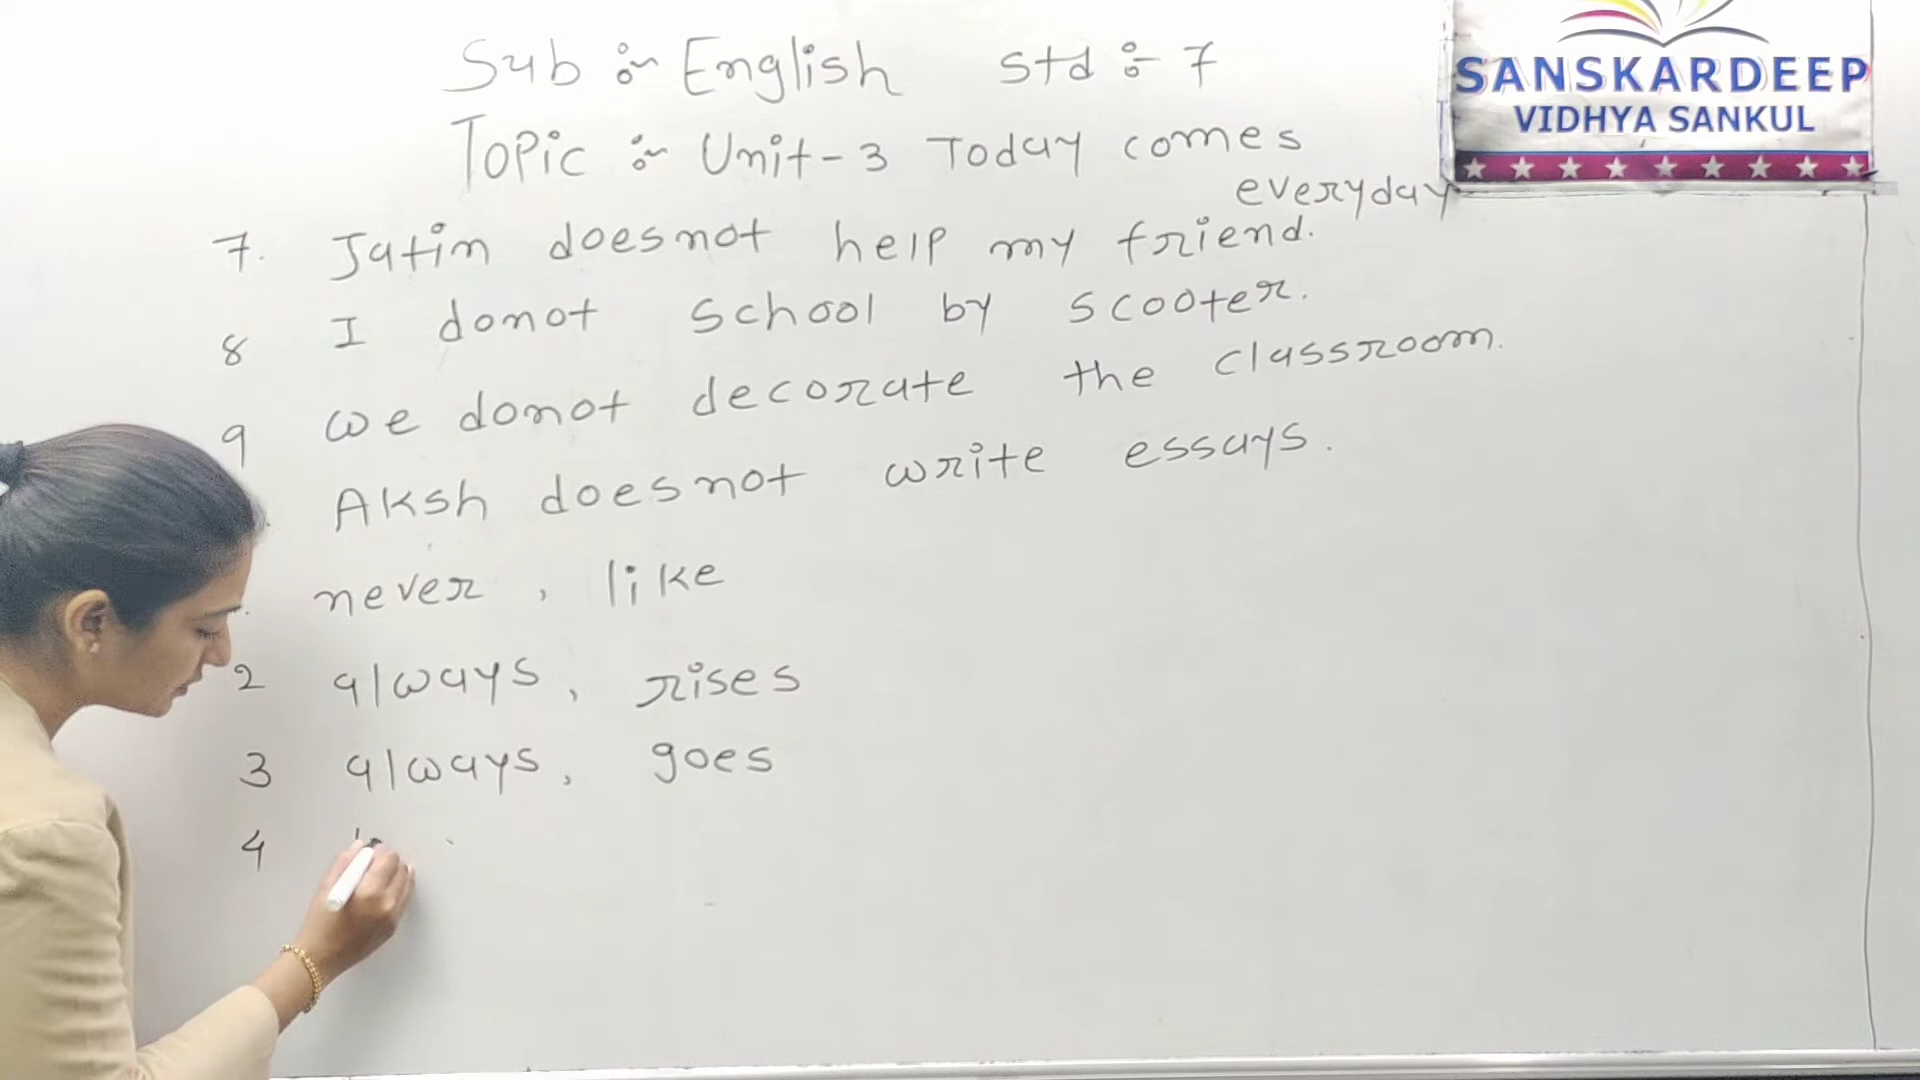 Sub :- English Std :- 7
Topic :- Unit-3 Today comes
everyday
SANSKARDEEP
VIDHYA SANKUL
7. Jatin doesnot help my friend.
8 I donot school by scooter.
9 we donot decorate the classroom.
Aksh doesnot write essays.
never, like
2 always, rises
3 always, goes
4